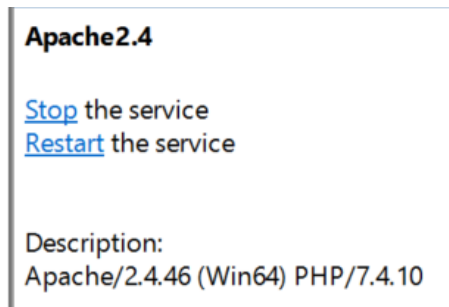 Apache2.4
Stop the service
Restart the service
Description:
Apache/2.4.46 (Win64) PHP/7.4.10